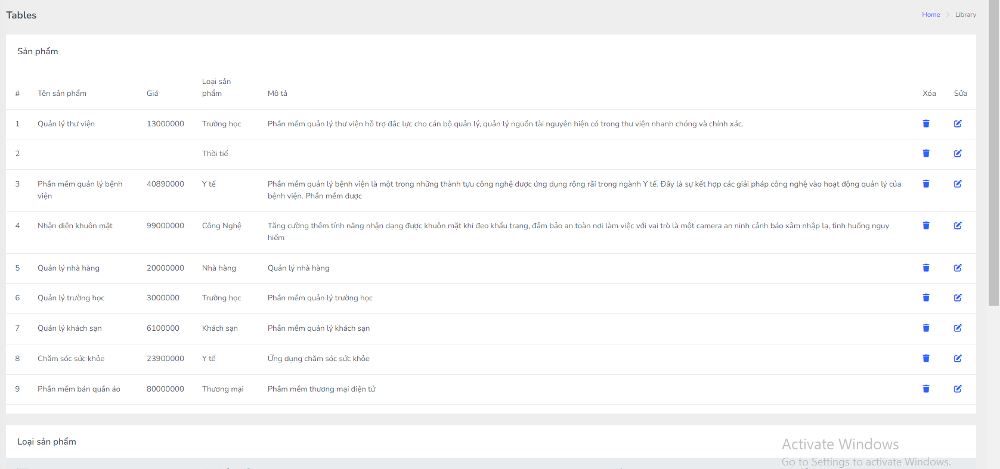 Tables
Home > Library
Sản phẩm
# Tên sản phẩm Giá Loại sản phẩm Mô tả Xóa Sửa
1 Quản lý thư viện 13000000 Trường học Phần mềm quản lý thư viện hỗ trợ đắc lực cho cán bộ quản lý, quản lý nguồn tài nguyên hiện có trong thư viện nhanh chóng và chính xác.
2 Thời tiế
3 Phần mềm quản lý bệnh viện 40890000 Y tế Phần mềm quản lý bệnh viện là một trong những thành tựu công nghệ được ứng dụng rộng rãi trong ngành Y tế. Đây là sự kết hợp các giải pháp công nghệ vào hoạt động quản lý của
bệnh viện. Phần mềm được
4 Nhận diện khuôn mặt 99000000 Công Nghệ Tăng cường thêm tính năng nhận dạng được khuôn mặt khi đeo khẩu trang, đảm bảo an toàn nơi làm việc với vai trò là một camera an ninh cảnh báo xâm nhập lạ, tình huống nguy
hiểm
5 Quản lý nhà hàng 20000000 Nhà hàng Quản lý nhà hàng
6 Quản lý trường học 3000000 Trường học Phần mềm quản lý trường học
7 Quản lý khách sạn 6100000 Khách sạn Phần mềm quản lý khách sạn
8 Chăm sóc sức khỏe 23900000 Y tế Ứng dụng chăm sóc sức khỏe
9 Phần mềm bán quần áo 80000000 Thương mại Phầm mềm thương mại điện tử
Loại sản phẩm
Activate Windows
Go to Settings to activate Windows.